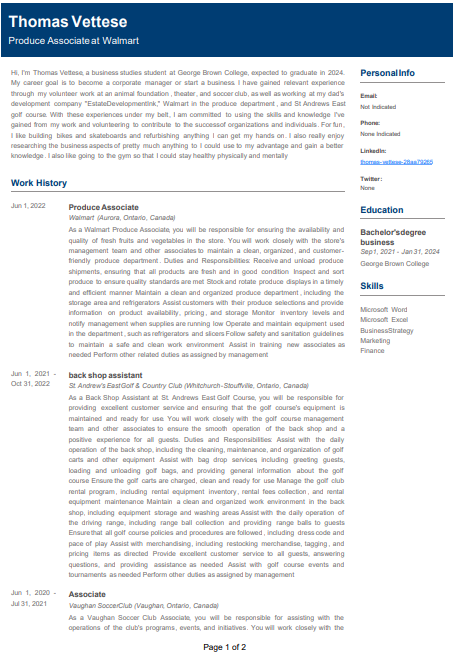 Thomas Vettese
Produce Associate at Walmart
Hi, I'm Thomas Vettese, a business studies student at George Brown College, expected to graduate in 2024.
My career goal is to become a corporate manager or start a business. I have gained relevant experience
through my volunteer work at an animal foundation, theater, and soccer club, as well as working at my dad's
development company "EstateDevelopmentlink," Walmart in the produce department, and St Andrews East
golf course. With these experiences under my belt, I am committed to using the skills and knowledge I've
gained from my work and volunteering to contribute to the success of organizations and individuals. For fun,
I like building bikes and skateboards and refurbishing anything I can get my hands on. I also really enjoy
researching the business aspects of pretty much anything to I could use to my advantage and gain a better
knowledge. I also like going to the gym so that I could stay healthy physically and mentally
Work History
Jun 1, 2022
Produce Associate
Walmart (Aurora, Ontario, Canada)
As a Walmart Produce Associate, you will be responsible for ensuring the availability and
quality of fresh fruits and vegetables in the store. You will work closely with the store's
management team and other associates to maintain a clean, organized, and customer-
friendly produce department. Duties and Responsibilities: Receive and unload produce
shipments, ensuring that all products are fresh and in good condition Inspect and sort
produce to ensure quality standards are met Stock and rotate produce displays in a timely
and efficient manner Maintain a clean and organized produce department, including the
storage area and refrigerators Assist customers with their produce selections and provide
information on product availability, pricing, and storage Monitor inventory levels and
notify management when supplies are running low Operate and maintain equipment used
in the department, such as refrigerators and slicers Follow safety and sanitation guidelines
to maintain a safe and clean work environment Assist in training new associates as
needed Perform other related duties as assigned by management
Jun 1, 2021 -
Oct 31, 2022
back shop assistant
St. Andrew's East Golf & Country Club (Whitchurch-Stouffville, Ontario, Canada)
As a Back Shop Assistant at St. Andrews East Golf Course, you will be responsible for
providing excellent customer service and ensuring that the golf course's equipment is
maintained and ready for use. You will work closely with the golf course management
team and other associates to ensure the smooth operation of the back shop and a
positive experience for all guests. Duties and Responsibilities: Assist with the daily
operation of the back shop, including the cleaning, maintenance, and organization of golf
carts and other equipment Assist with bag drop services including greeting guests,
loading and unloading golf bags, and providing general information about the golf
course Ensure the golf carts are charged, clean and ready for use Manage the golf club
rental program, including rental equipment inventory, rental fees collection, and rental
equipment maintenance Maintain a clean and organized work environment in the back
shop, including equipment storage and washing areas Assist with the daily operation of
the driving range, including range ball collection and providing range balls to guests
Ensure that all golf course policies and procedures are followed, including dress code and
pace of play Assist with merchandising, including restocking merchandise, tagging, and
pricing items as directed Provide excellent customer service to all guests, answering
questions, and providing assistance as needed Assist with golf course events and
tournaments as needed Perform other duties as assigned by management
Jun 1, 2020 -
Jul 31, 2021
Associate
Vaughan Soccer Club (Vaughan, Ontario, Canada)
As a Vaughan Soccer Club Associate, you will be responsible for assisting with the
operations of the club's programs, events, and initiatives. You will work closely with the
Personal Info
Email:
Not Indicated
Phone:
None Indicated
LinkedIn:
thomas-vettese-28aa79265
Twitter:
None
Education
Bachelor's degree
business
Sep 1, 2021 - Jan 31, 2024
George Brown College
Skills
Microsoft Word
Microsoft Excel
Business Strategy
Marketing
Finance
Page 1 of 2